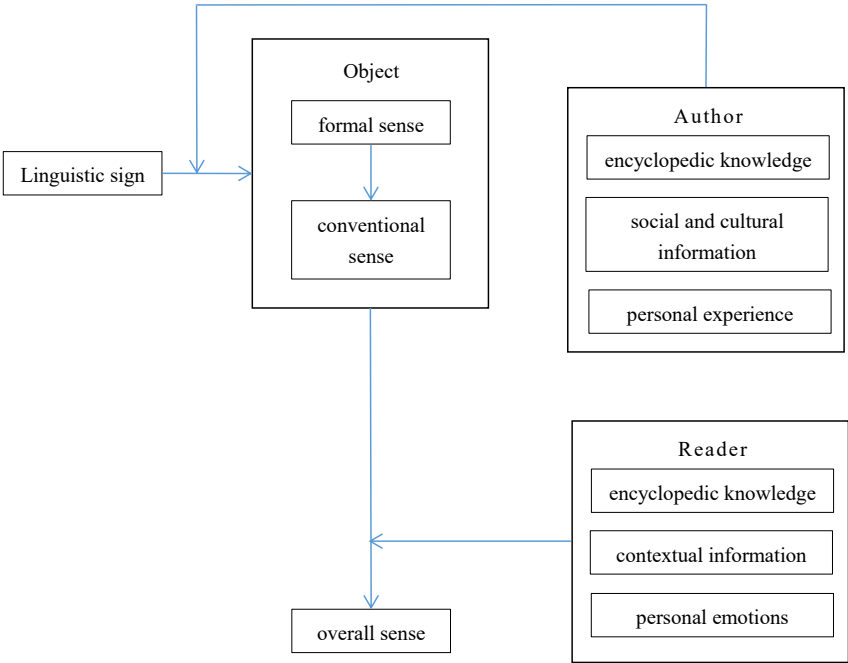 Object
formal sense
Linguistic sign
conventional
sense
Author
encyclopedic knowledge
social and cultural
information
personal experience
Reader
encyclopedic knowledge
contextual information
personal emotions
overall sense